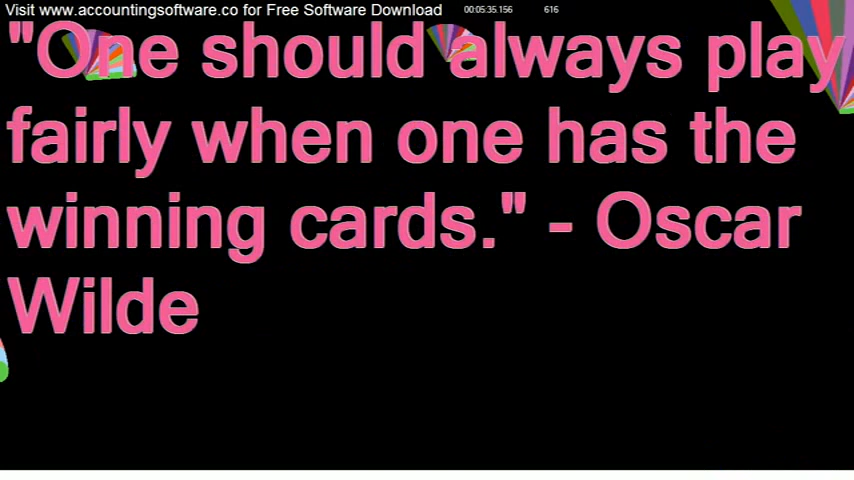 Visit www.accountingsoftware.co for Free Software Download 00:05:35.156 616
"One should always play
fairly when one has the
winning cards." - Oscar
Wilde